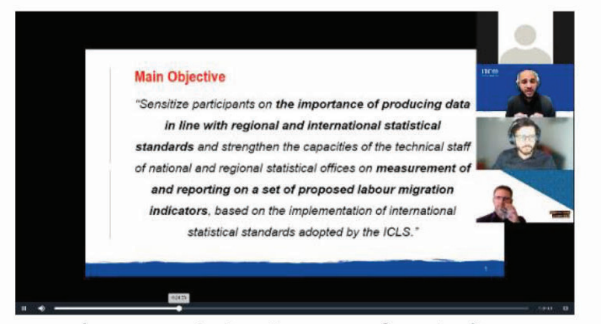 Main Objective
"Sensitize participants on the importance of producing data
in line with regional and international statistical
standards and strengthen the capacities of the technical staff
of national and regional statistical offices on measurement of
and reporting on a set of proposed labour migration
indicators, based on the implementation of international
statistical standards adopted by the ICLS."